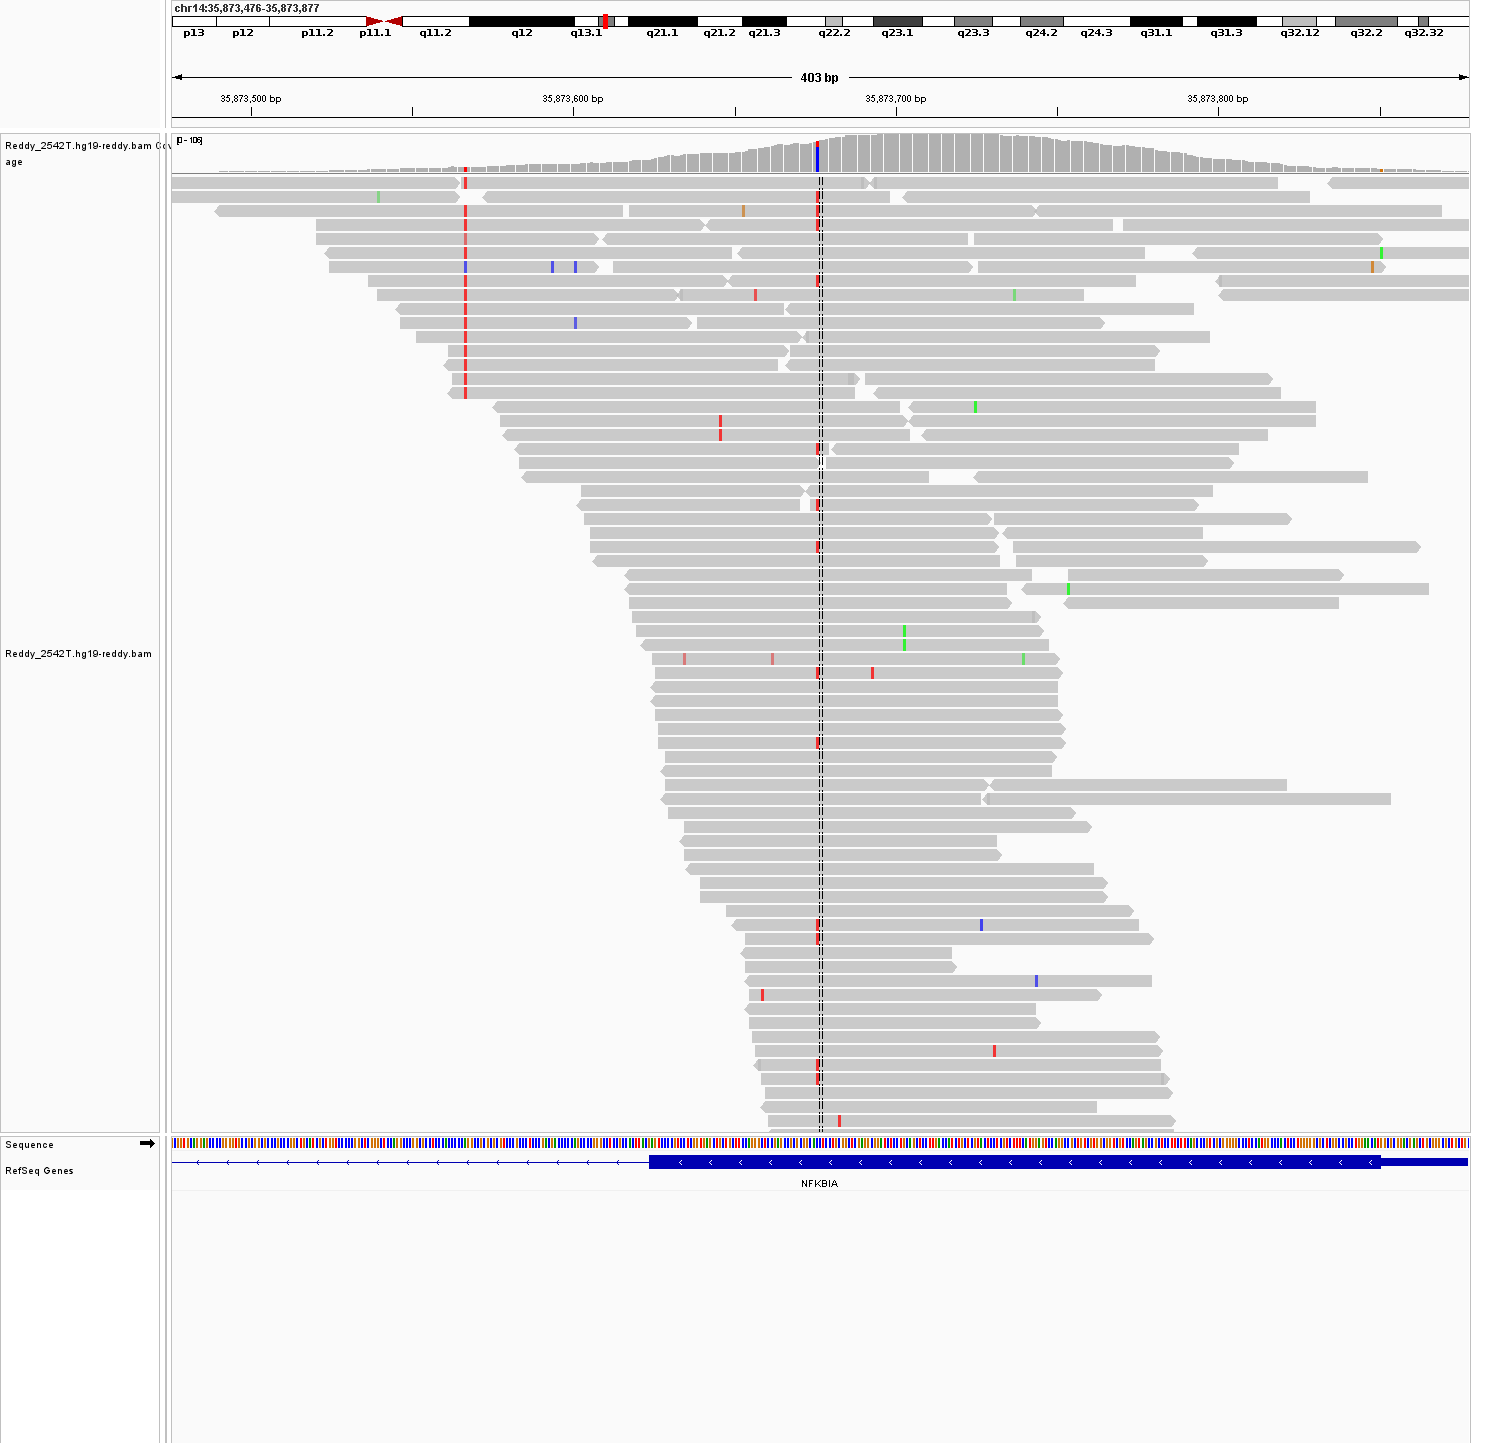 chr14:35,873,476-35,873,877
p13 p12 p11.2 p11.1 q11.2 q12 q13.1 q21.1 q21.2 q21.3 q22.2 q23.1 q23.3 q24.2 q24.3 q31.1 q31.3 q32.12 q32.2 q32.32
403 bp
35,873,500 bp 35,873,600 bp 35,873,700 bp 35,873,800 bp
Reddy_2542T.hg19-reddy.bam Cov
age
[0 - 106]
Reddy_2542T.hg19-reddy.bam
Sequence
RefSeq Genes
NFKBIA